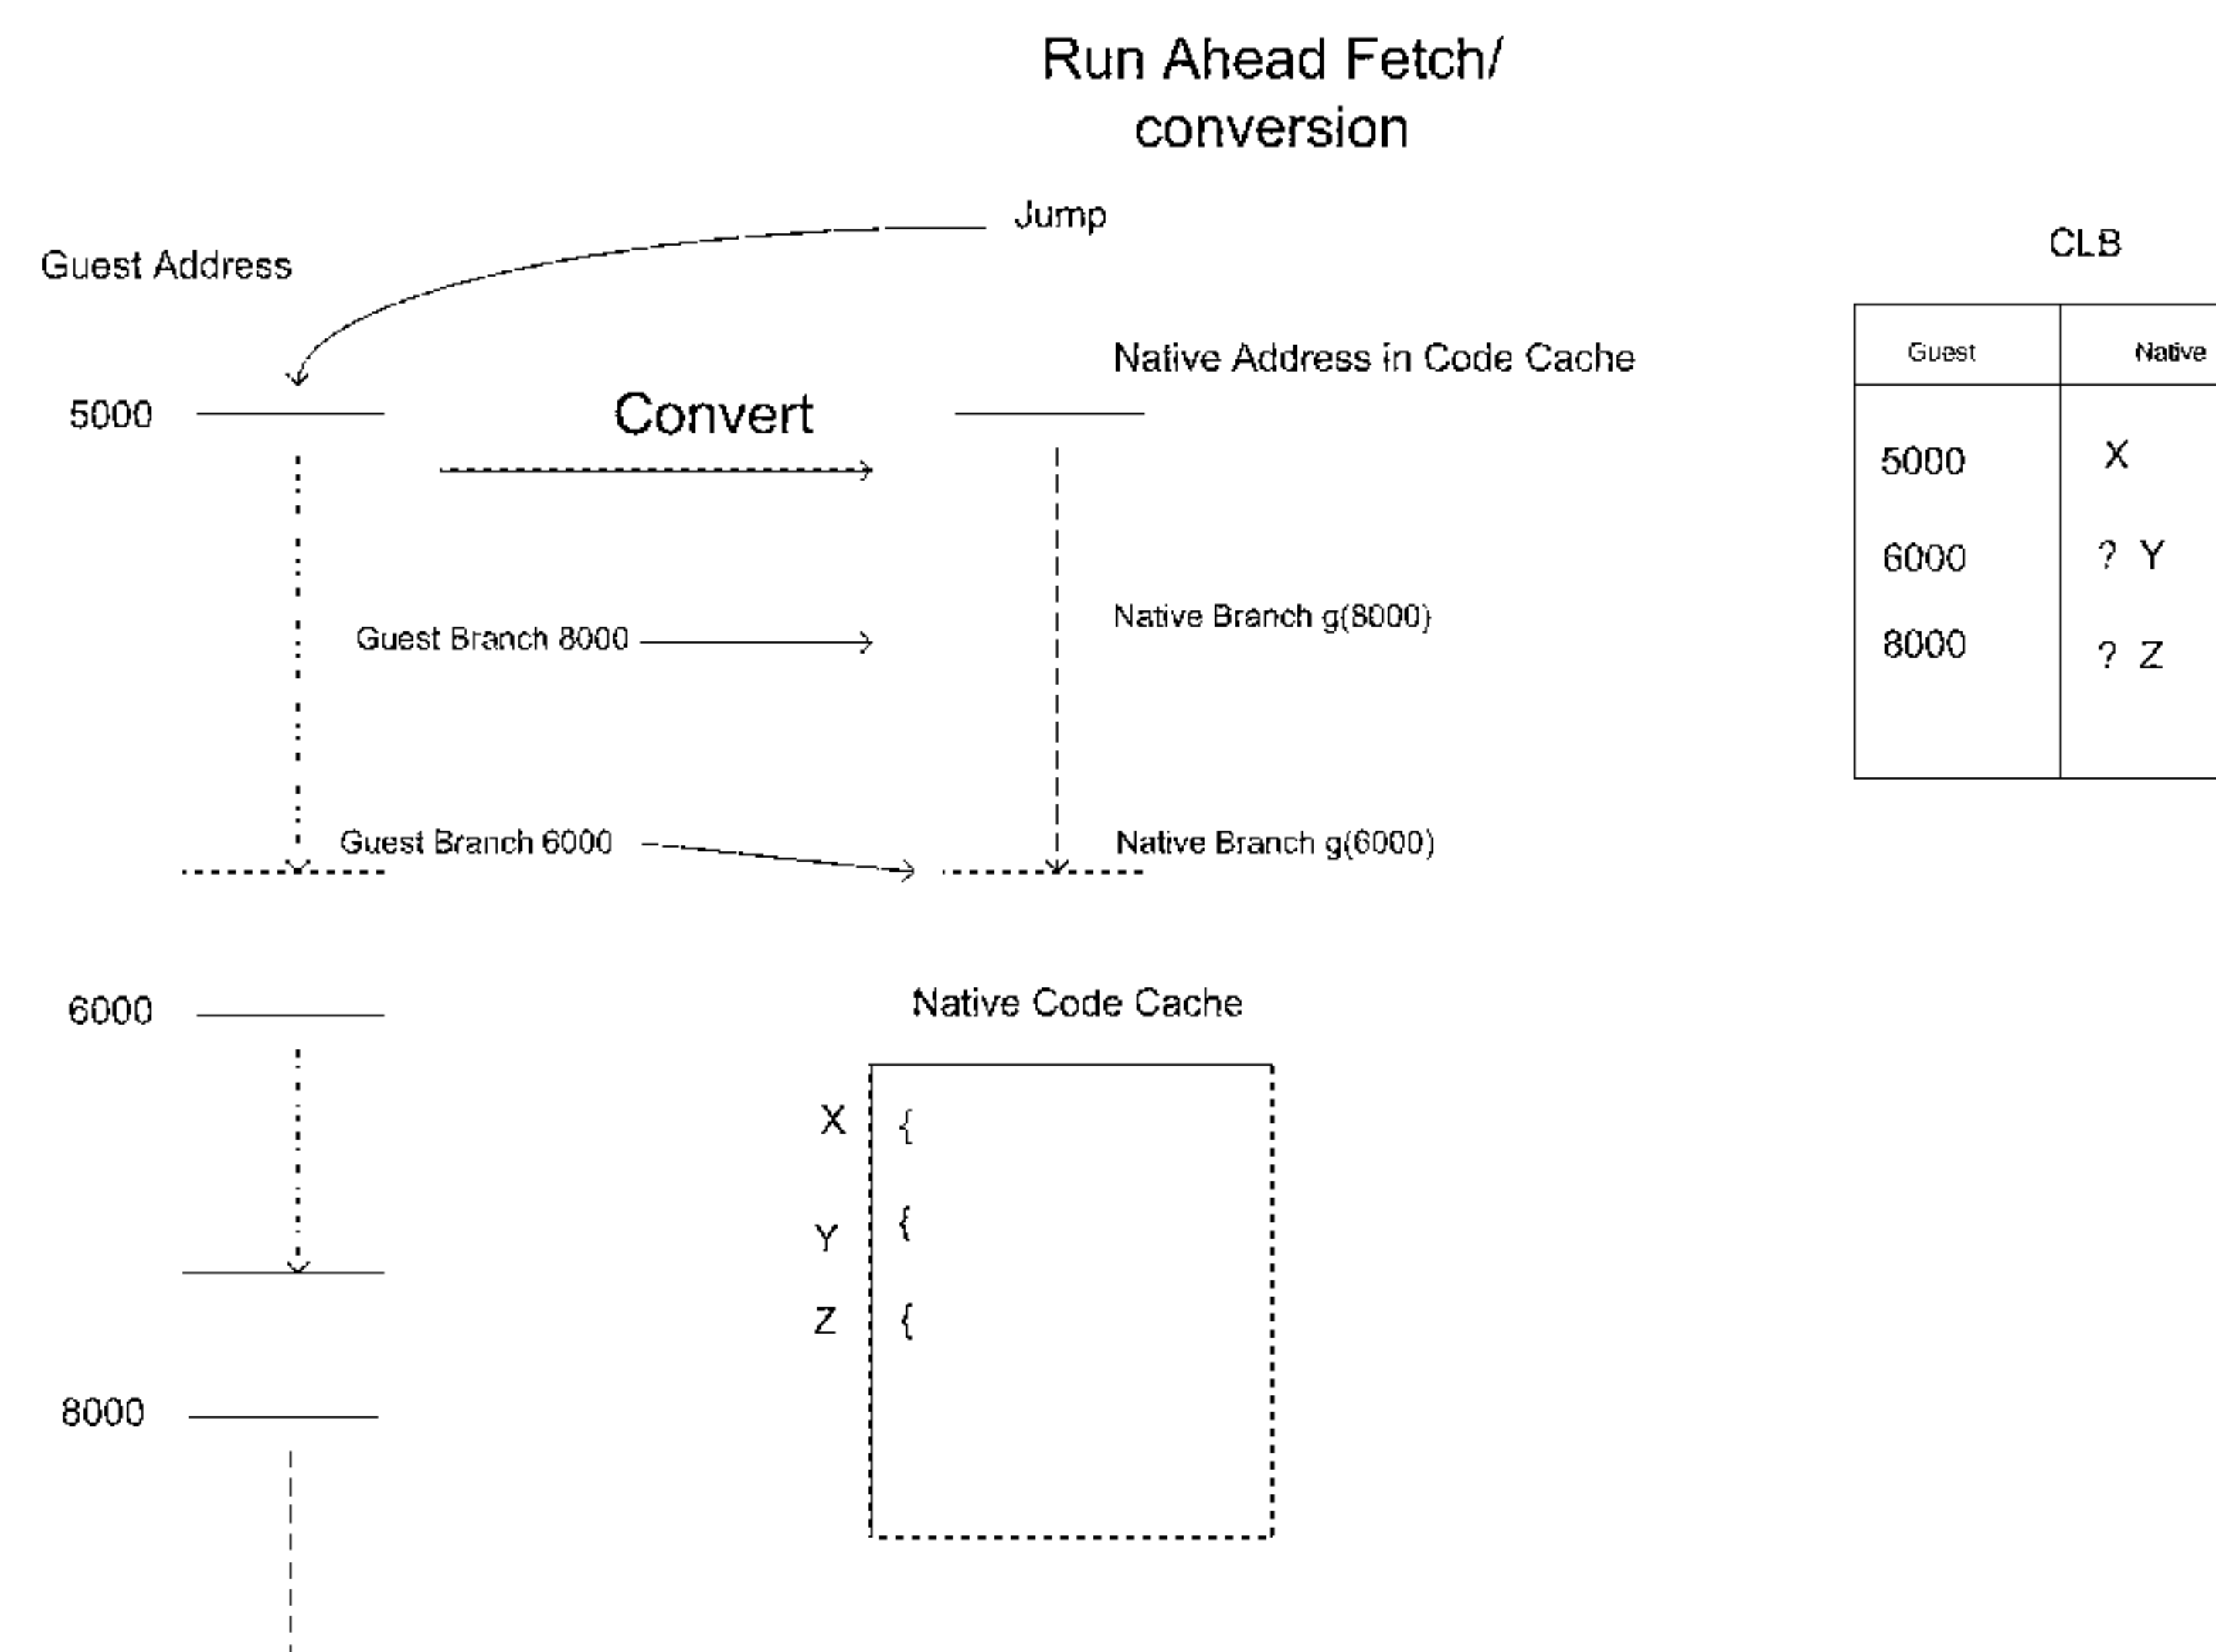 Run Ahead Fetch/
conversion
Jump
Guest Address
CLB
Native Address in Code Cache
Guest Native
5000
Convert
5000 X
6000 ? Y
Guest Branch 8000
Native Branch g(8000)
8000 ? Z
Guest Branch 6000
Native Branch g(6000)
6000
Native Code Cache
X {
Y {
Z {
8000